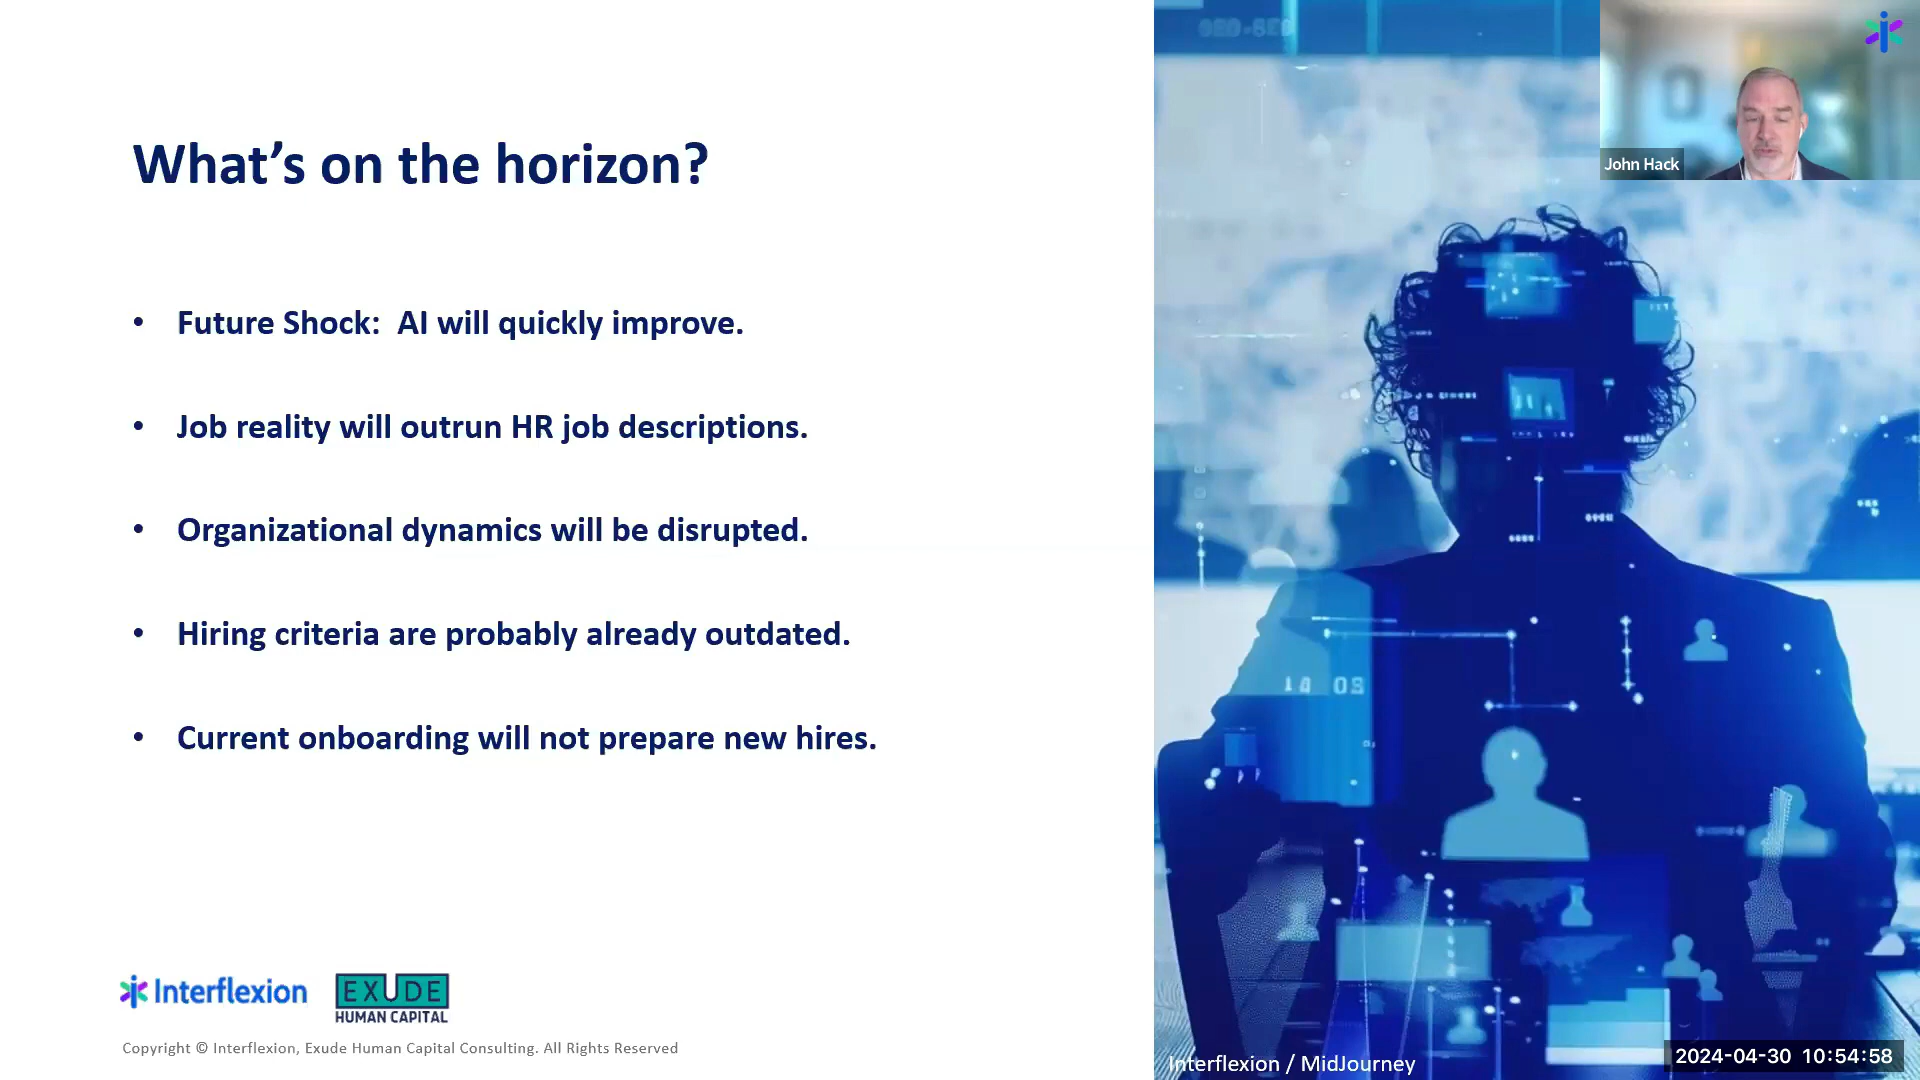 What's on the horizon?
• Future Shock:  AI will quickly improve.
• Job reality will outrun HR job descriptions.
• Organizational dynamics will be disrupted.
• Hiring criteria are probably already outdated.
• Current onboarding will not prepare new hires.
Interflexion
EXUDE
HUMAN CAPITAL
Copyright © Interflexion, Exude Human Capital Consulting. All Rights Reserved
John Hack
Interflexion / MidJourney
2024-04-30 10:54:58